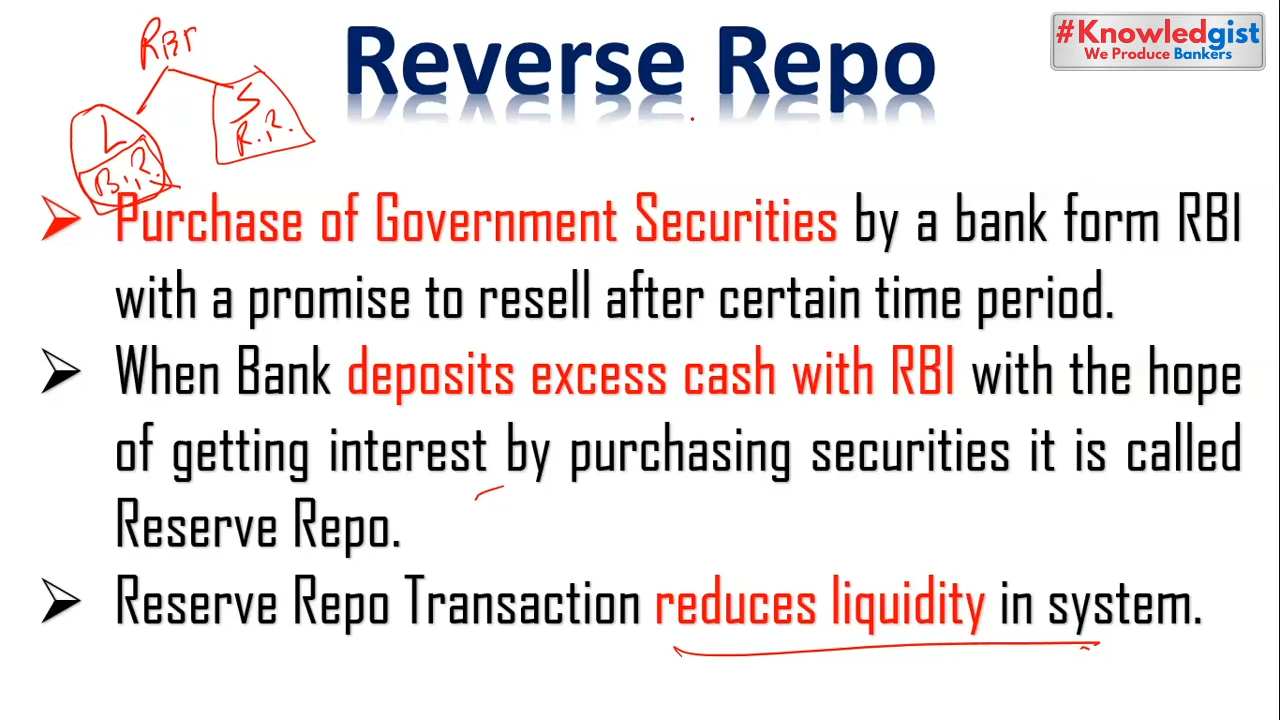 RBI
L
B.R.
S
R.R.
Reverse Repo
#Knowledgist
We Produce Bankers
Purchase of Government Securities by a bank form RBI
with a promise to resell after certain time period.
When Bank deposits excess cash with RBI with the hope
of getting interest by purchasing securities it is called
Reserve Repo.
Reserve Repo Transaction reduces liquidity in system.